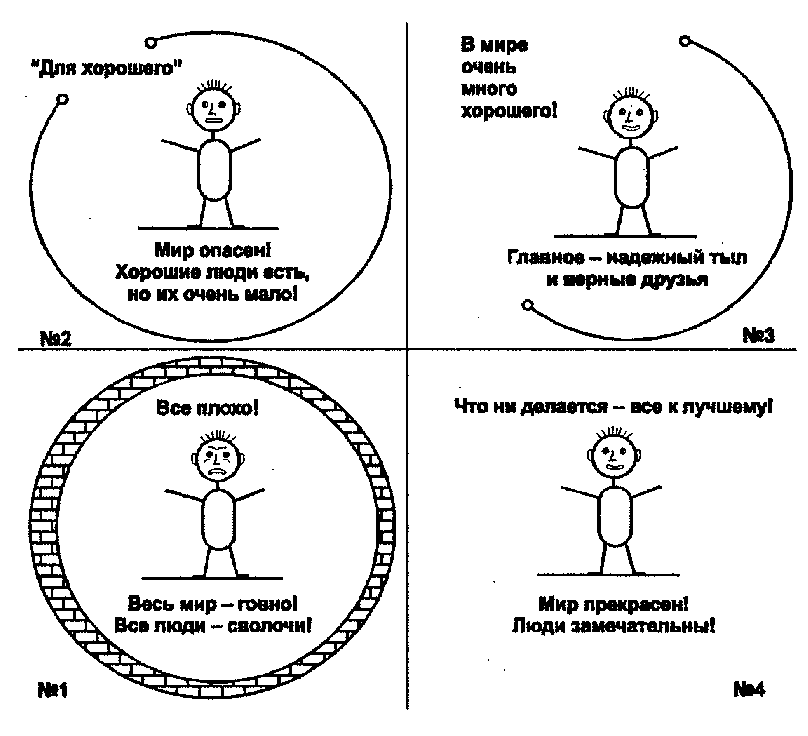 "Для хорошего"
Мир опасен!
Хорошие люди есть,
но их очень мало!
№2
В мире
очень
много
хорошего!
Главное – надежный тыл
и верные друзья
№3
Все плохо!
Весь мир – говно!
Все люди – сволочи!
№1
Что ни делается – все к лучшему!
Мир прекрасен!
Люди замечательны!
№4